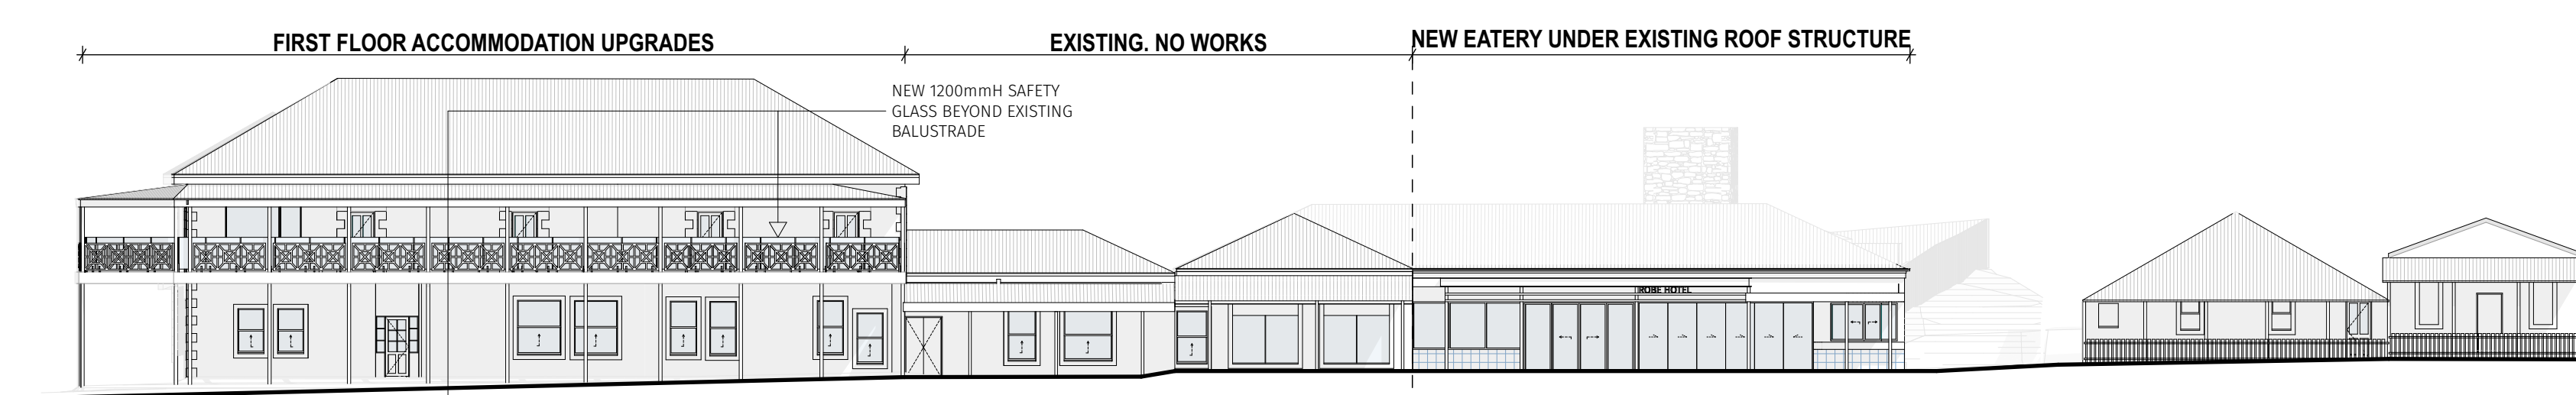 FIRST FLOOR ACCOMMODATION UPGRADES
EXISTING. NO WORKS
NEW EATERY UNDER EXISTING ROOF STRUCTURE
NEW 1200mmH SAFETY
GLASS BEYOND EXISTING
BALUSTRADE
ROBE HOTEL